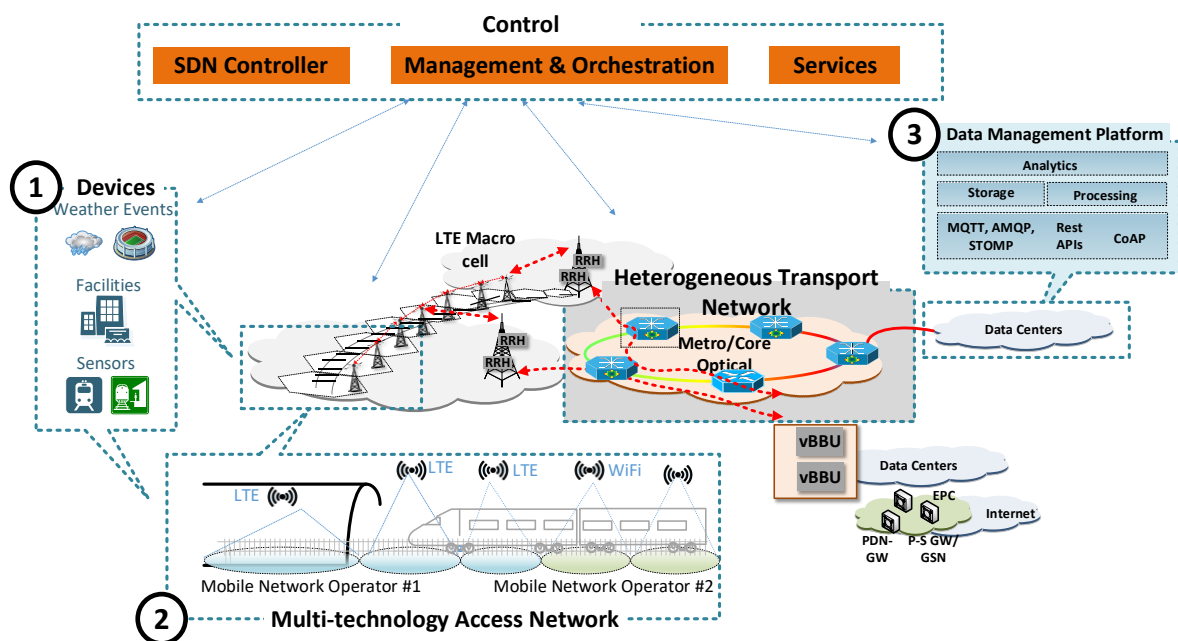 Control
SDN Controller
Management & Orchestration
Services
3
Data Management Platform
Analytics
Storage
Processing
MQTT, AMQP,
STOMP
Rest
APIs
CoAP
1
Devices
Weather Events
Facilities
Sensors
LTE Macro
cell
RRH
RRH
RRH
RRH
Heterogeneous Transport
Network
Metro/Core
Optical
Data Centers
vBBU
vBBU
Data Centers
EPC
Internet
PDN-
GW
P-S GW/
GSN
LTE
LTE
LTE
WiFi
Mobile Network Operator #1
Mobile Network Operator #2
2
Multi-technology Access Network